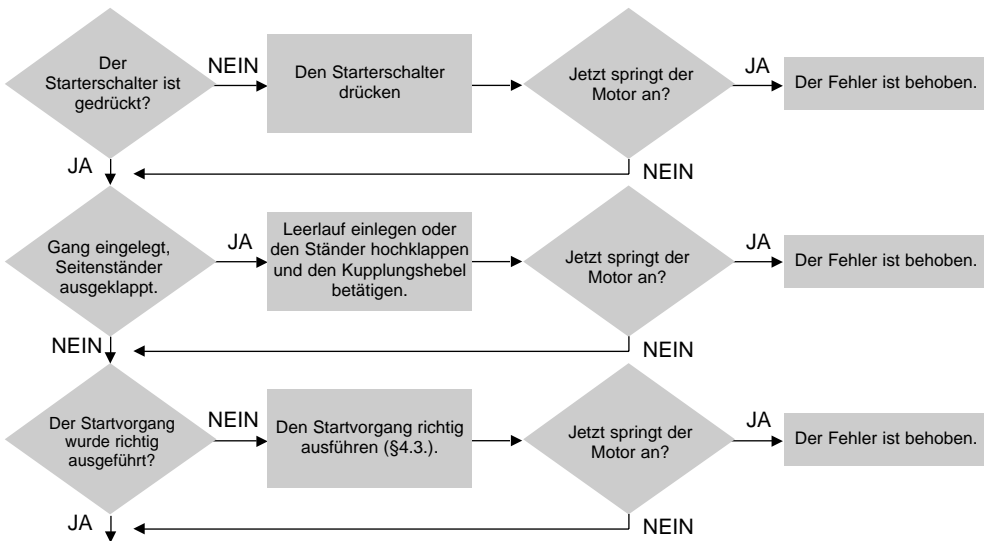 Der
Starterschalter ist
gedrückt?
NEIN
Den Starterschalter
drücken
Jetzt springt der
Motor an?
JA
Der Fehler ist behoben.
JA
NEIN
Gang eingelegt,
Seitenständer
ausgeklappt.
JA
Leerlauf einlegen oder
den Ständer hochklappen
und den Kupplungshebel
betätigen.
Jetzt springt der
Motor an?
JA
Der Fehler ist behoben.
NEIN
NEIN
Der Startvorgang
wurde richtig
ausgeführt?
NEIN
Den Startvorgang richtig
ausführen (§4.3.).
Jetzt springt der
Motor an?
JA
Der Fehler ist behoben.
JA
NEIN